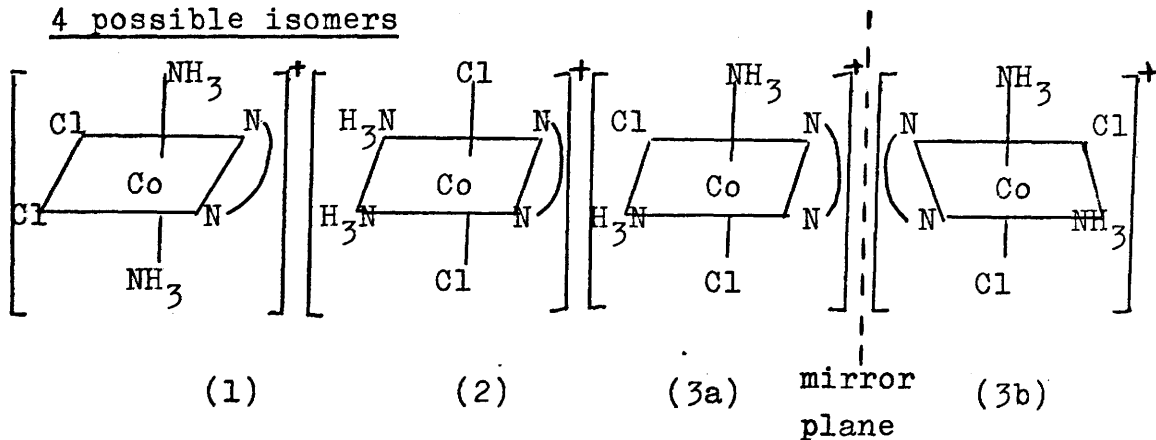 4 possible isomers
NH3 + Cl + NH3 + NH3 +
Cl N H3N N Cl N N Cl
Co Co Co Co
Cl N H3N N H3N N N NH3
NH3 Cl Cl Cl
(1) (2) (3a) mirror plane (3b)